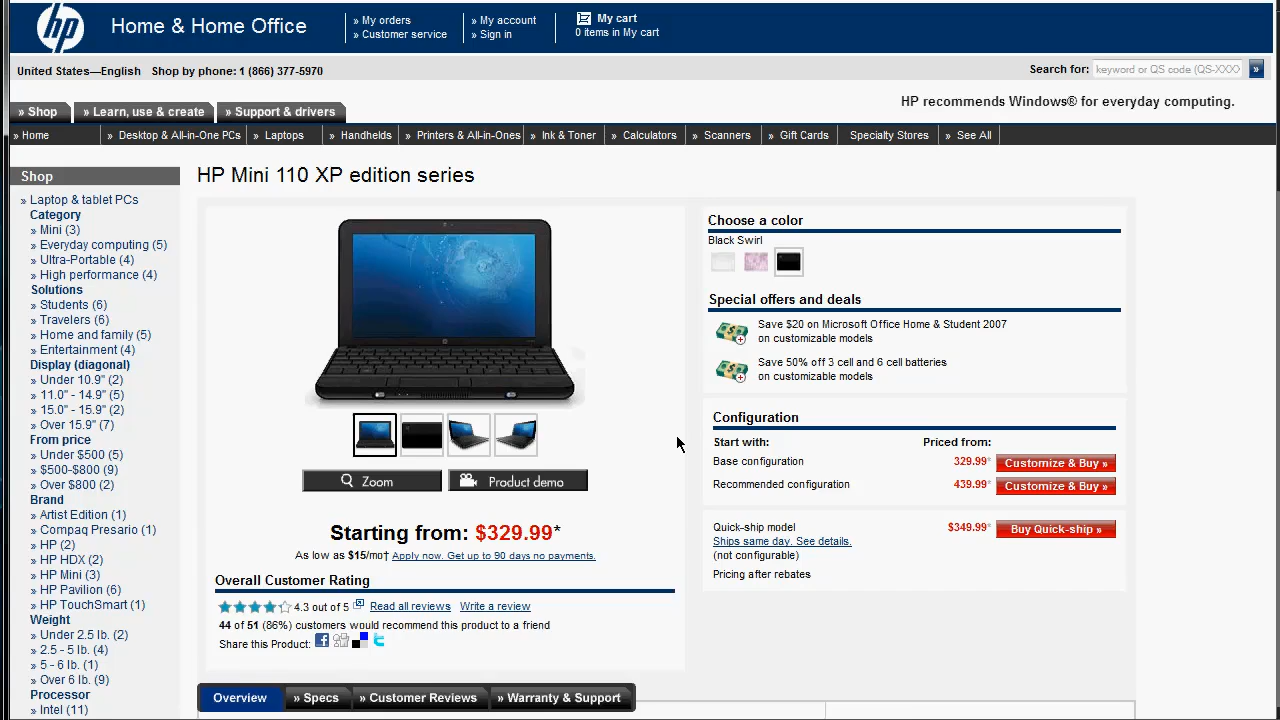 hp
Home & Home Office
» My orders
» Customer service
» My account
» Sign in
My cart
0 items in My cart
United States—English Shop by phone: 1 (866) 377-5970
Search for: keyword or QS code (QS-XXXX »
» Shop
» Learn, use & create
» Support & drivers
HP recommends Windows® for everyday computing.
» Home
» Desktop & All-in-One PCs
» Laptops
» Handhelds
» Printers & All-in-Ones
» Ink & Toner
» Calculators
» Scanners
» Gift Cards
Specialty Stores
» See All
Shop
» Laptop & tablet PCs
Category
» Mini (3)
» Everyday computing (5)
» Ultra-Portable (4)
» High performance (4)
Solutions
» Students (6)
» Travelers (6)
» Home and family (5)
» Entertainment (4)
Display (diagonal)
» Under 10.9" (2)
» 11.0" - 14.9" (5)
» 15.0" - 15.9" (2)
» Over 15.9" (7)
From price
» Under $500 (5)
» $500-$800 (9)
» Over $800 (2)
Brand
» Artist Edition (1)
» Compaq Presario (1)
» HP (2)
» HP HDX (2)
» HP Mini (3)
» HP Pavilion (6)
» HP TouchSmart (1)
Weight
» Under 2.5 lb. (2)
» 2.5 - 5 lb. (4)
» 5 - 6 lb. (1)
» Over 6 lb. (9)
Processor
» Intel (11)
HP Mini 110 XP edition series
Zoom
Product demo
Starting from: $329.99*
As low as $15/mo† Apply now. Get up to 90 days no payments.
Overall Customer Rating
4.3 out of 5 Read all reviews Write a review
44 of 51 (86%) customers would recommend this product to a friend
Share this Product:
Choose a color
Black Swirl
Special offers and deals
Save $20 on Microsoft Office Home & Student 2007
on customizable models
Save 50% off 3 cell and 6 cell batteries
on customizable models
Configuration
Start with: Priced from:
Base configuration 329.99* Customize & Buy »
Recommended configuration 439.99* Customize & Buy »
Quick-ship model $349.99* Buy Quick-ship »
Ships same day. See details.
(not configurable)
Pricing after rebates
Overview
» Specs
» Customer Reviews
» Warranty & Support